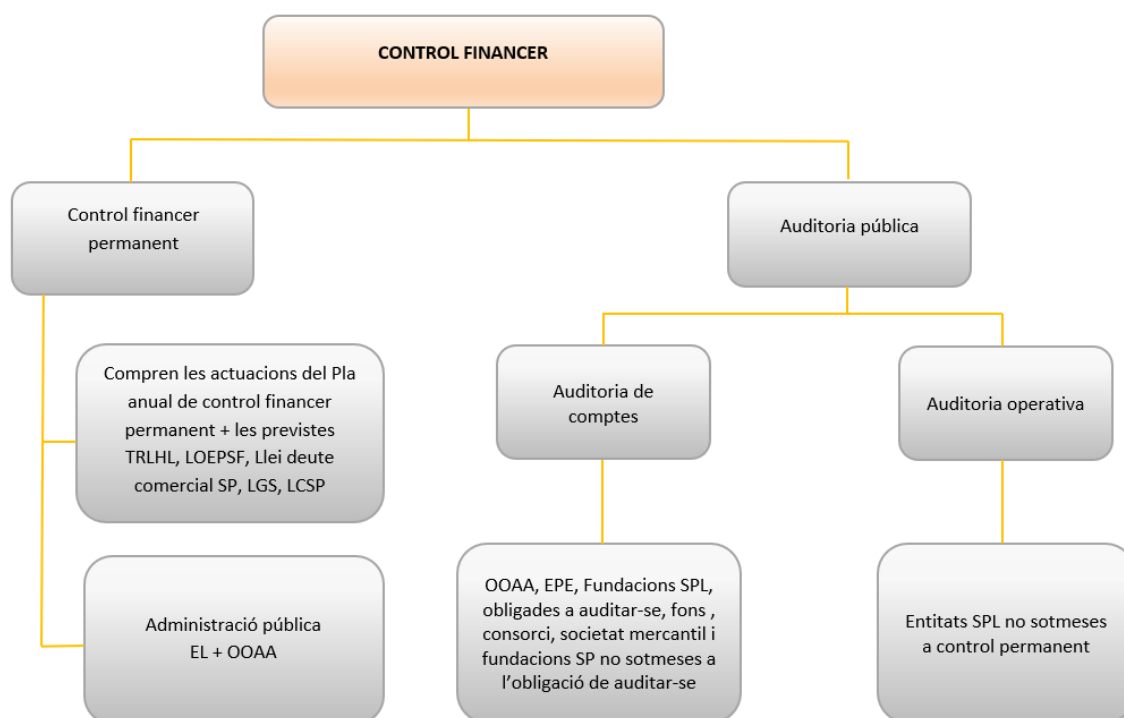 CONTROL FINANCER
Control financer
permanent
Auditoria pública
Compren les actuacions del Pla
anual de control financer
permanent + les previstes
TRLHL, LOEPSF, Llei deute
comercial SP, LGS, LCSP
Auditoria de
comptes
Auditoria operativa
Administració pública
EL + OOAA
OOAA, EPE, Fundacions SPL,
obligades a auditar-se, fons ,
consorci, societat mercantil i
fundacions SP no sotmeses a
l'obligació de auditar-se
Entitats SPL no sotmeses
a control permanent